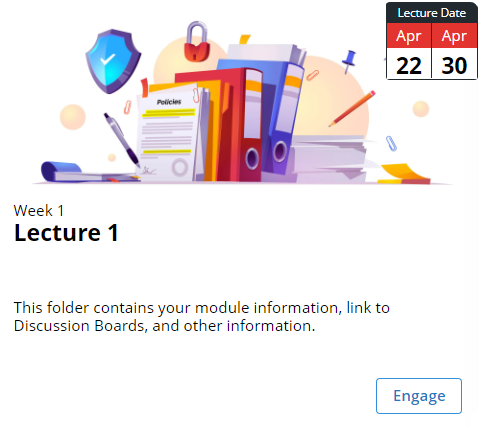 Lecture Date
Apr Apr
22 30
Policies
Week 1
Lecture 1
This folder contains your module information, link to
Discussion Boards, and other information.
Engage